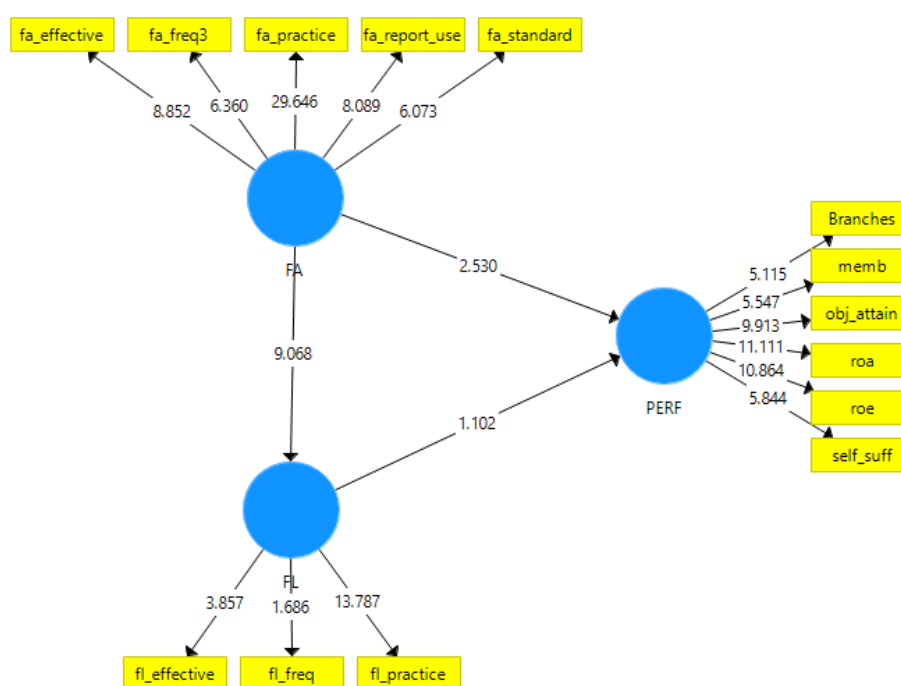 fa_effective fa_freq3 fa_practice fa_report_use fa_standard
8.852 6.360 29.646 8.089 6.073
FA
2.530
9.068
Branches
5.115
memb
5.547
obj_attain
9.913
roa
11.111
roe
10.864
self_suff
5.844
PERF
1.102
FL
3.857 1.686 13.787
fl_effective fl_freq fl_practice